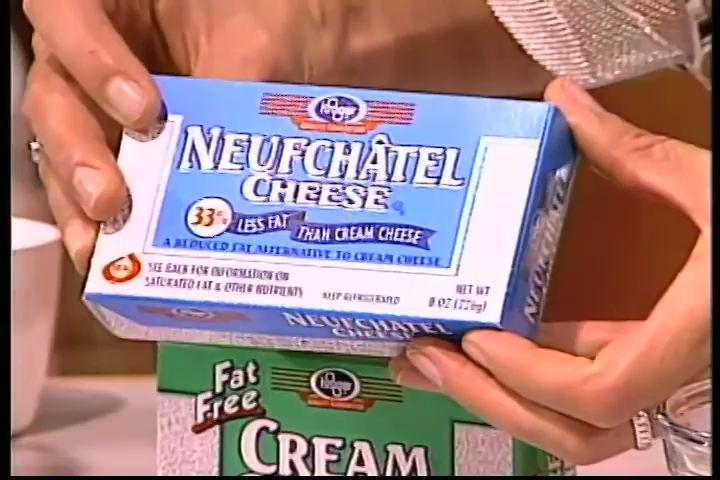 Kroger
NEUFCHÂTEL
CHEESE
33% LESS FAT THAN CREAM CHEESE
A REDUCED FAT ALTERNATIVE TO CREAM CHEESE
SEE BACK FOR INFORMATION ON
SATURATED FAT & OTHER NUTRIENTS
KEEP REFRIGERATED
NET WT
8 OZ (226g)
NEUFCHÂTEL
CHEESE
Fat
Free
Kroger
CREAM